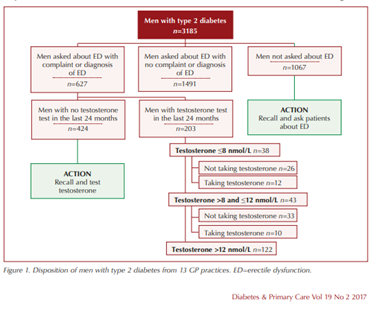 Men with type 2 diabetes
n=3185
Men asked about ED with
complaint or diagnosis
of ED
n=627
Men asked about ED with
no complaint or diagnosis
of ED
n=1491
Men not asked about ED
n=1067
Men with no testosterone
test in the last 24 months
n=424
Men with testosterone test
in the last 24 months
n=203
ACTION
Recall and ask patients
about ED
ACTION
Recall and test
testosterone
Testosterone ≤8 nmol/L n=38
Not taking testosterone n=26
Taking testosterone n=12
Testosterone >8 and ≤12 nmol/L n=43
Not taking testosterone n=33
Taking testosterone n=10
Testosterone >12 nmol/L n=122
Figure 1. Disposition of men with type 2 diabetes from 13 GP practices. ED=erectile dysfunction.
Diabetes & Primary Care Vol 19 No 2 2017